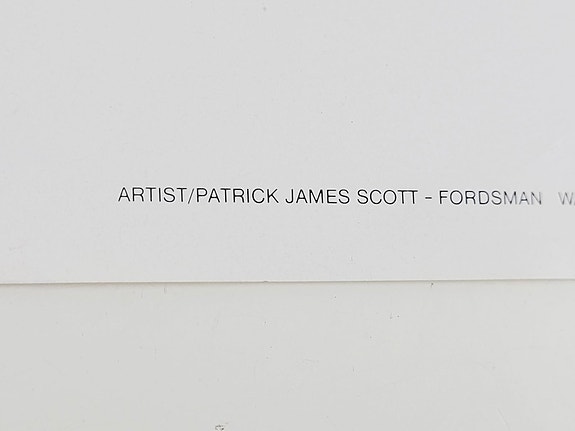 ARTIST/PATRICK JAMES SCOTT - FORDSMAN